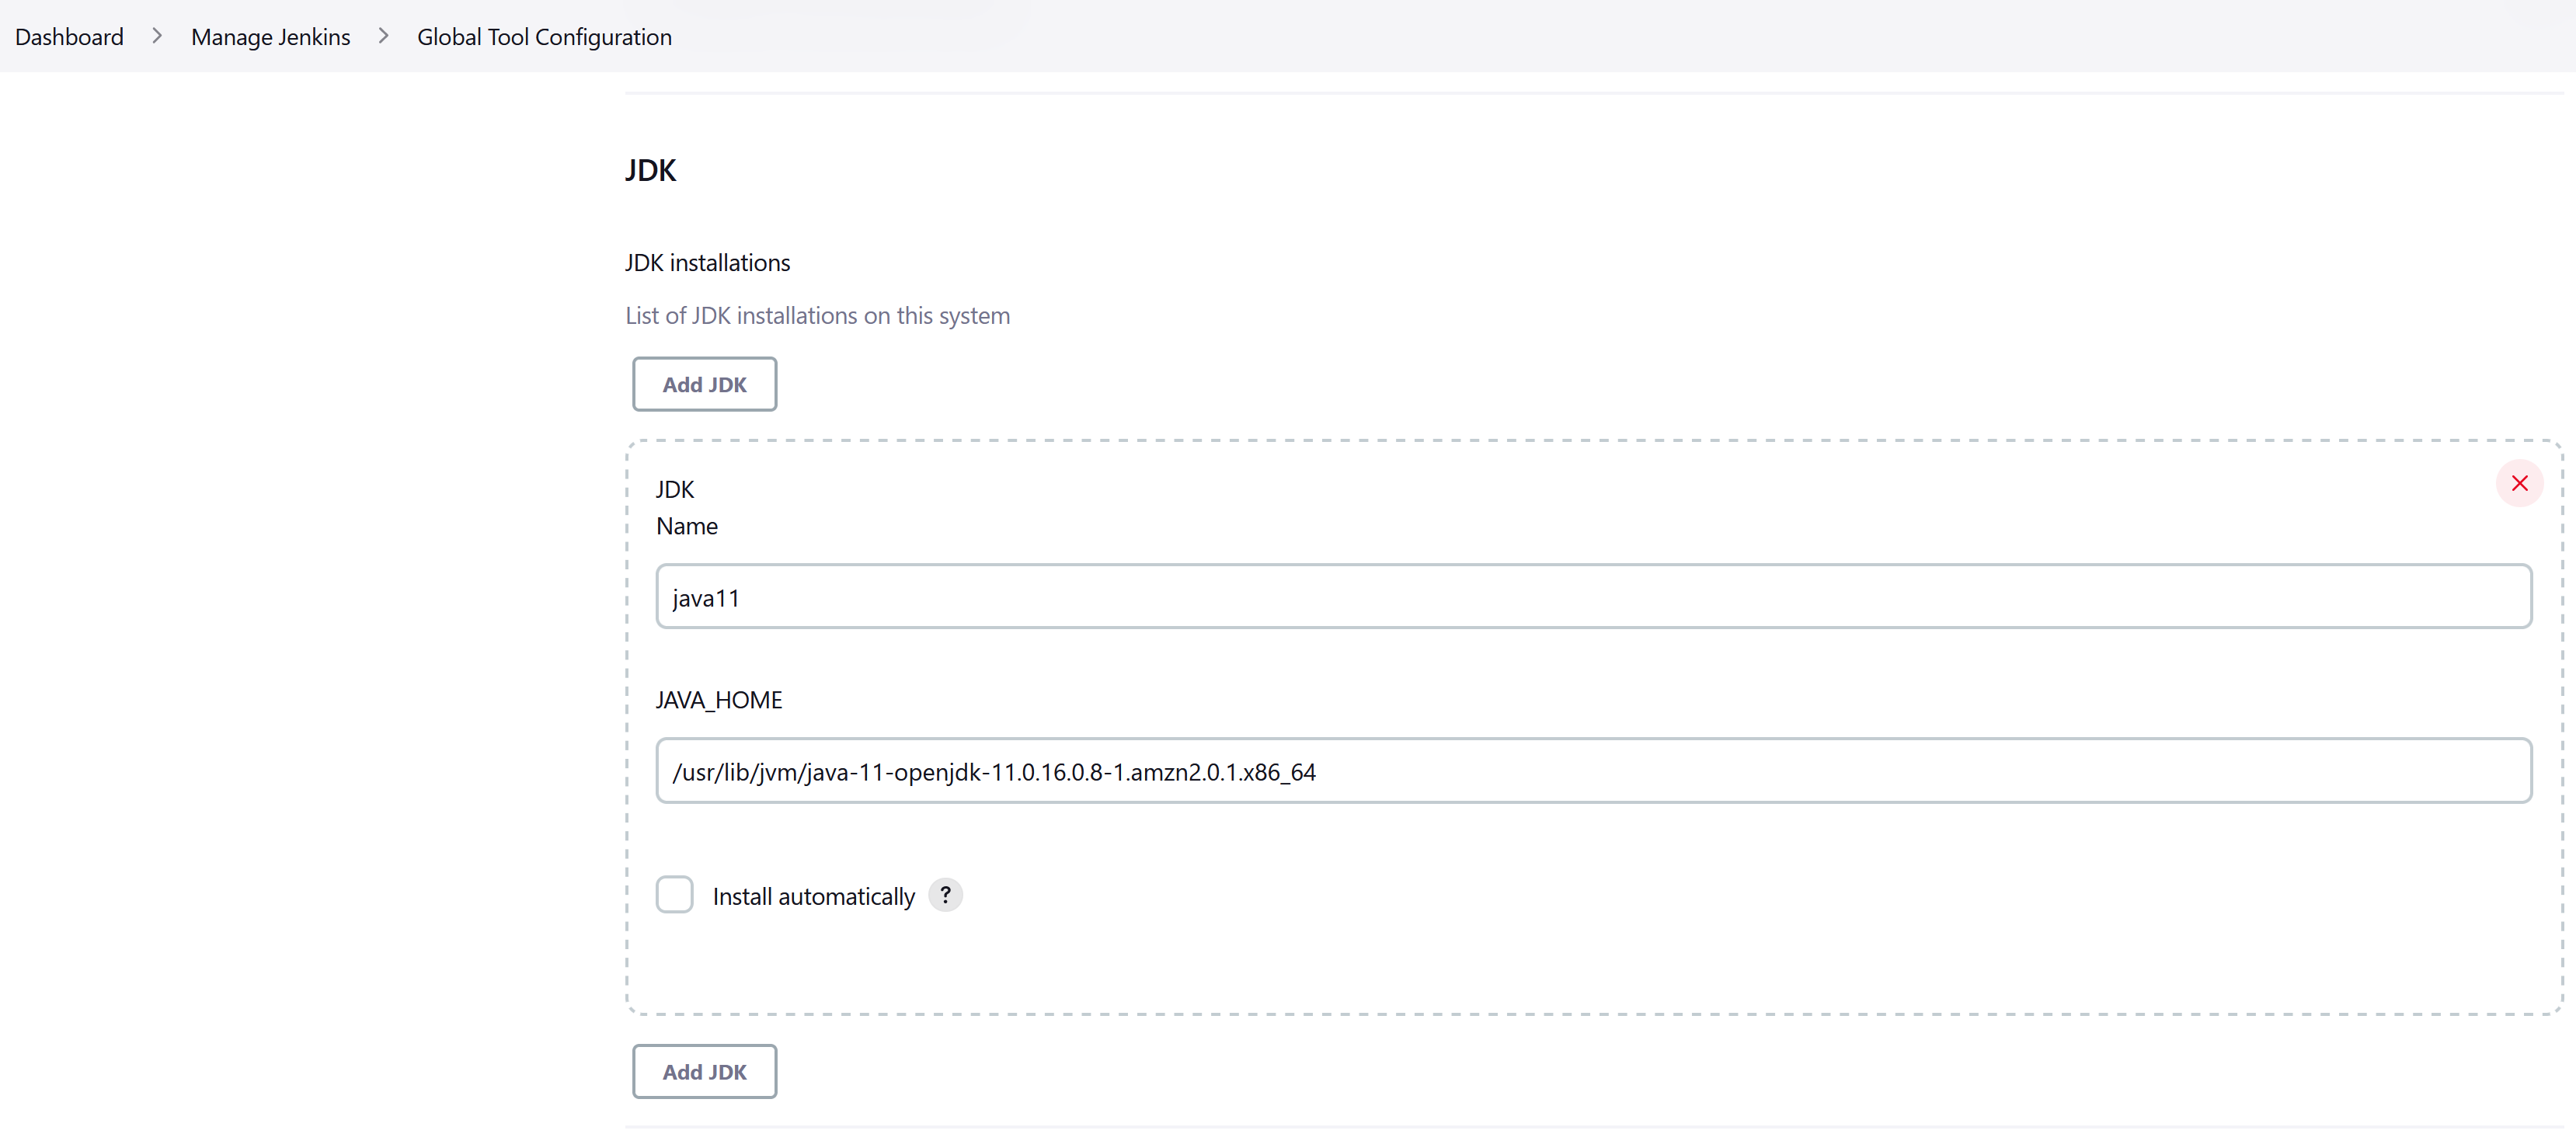 Dashboard > Manage Jenkins > Global Tool Configuration
JDK
JDK installations
List of JDK installations on this system
Add JDK
JDK
Name
java11
JAVA_HOME
/usr/lib/jvm/java-11-openjdk-11.0.16.0.8-1.amzn2.0.1.x86_64
Install automatically ?
Add JDK